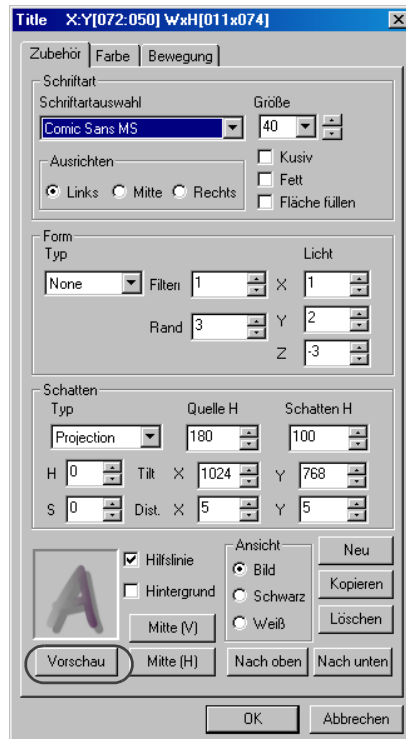 Title X:Y[072:050] WxH[011x074]
Zubehör Farbe Bewegung
Schriftart
Schriftartauswahl Größe
Comic Sans MS 40
Ausrichten Kusiv
Links Mitte Rechts Fett
Fläche füllen
Form
Typ Licht
None Filtern 1 X 1
Rand 3 Y 2
Z -3
Schatten
Typ Quelle H Schatten H
Projection 180 100
H 0 Tilt X 1024 Y 768
S 0 Dist. X 5 Y 5
A
Hilfslinie Ansicht Neu
Hintergrund Bild Kopieren
Mitte (V) Schwarz Löschen
Weiß
Vorschau Mitte (H) Nach oben Nach unten
OK Abbrechen